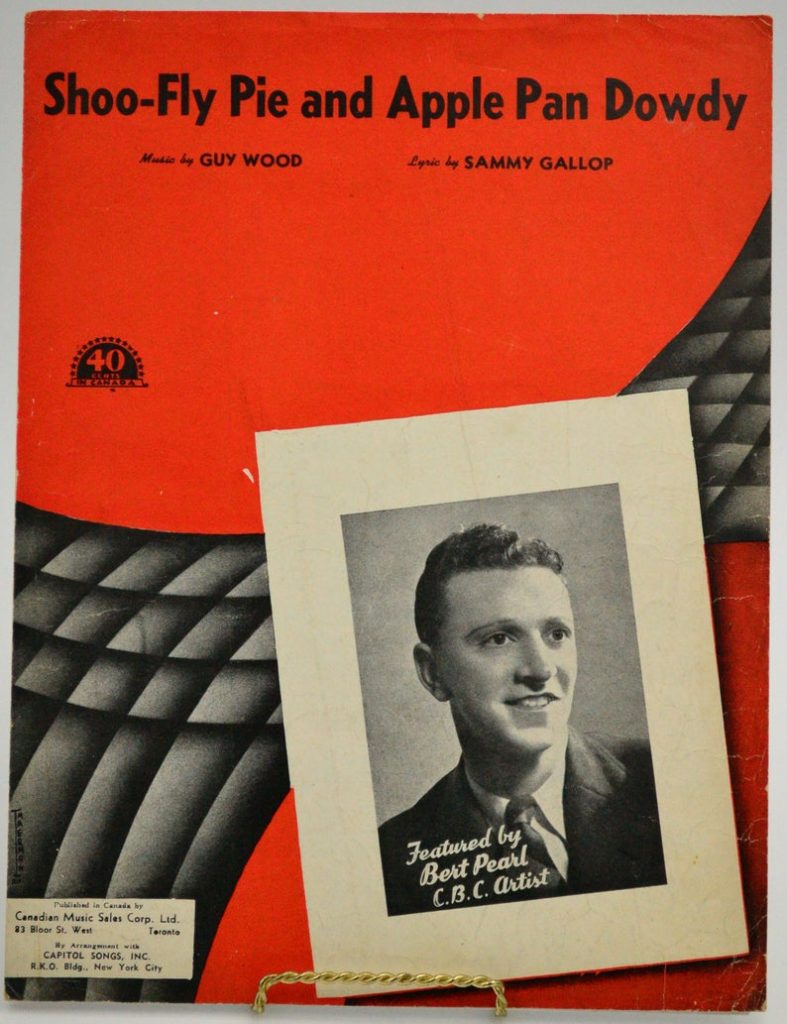 Shoo-Fly Pie and Apple Pan Dowdy
Music by GUY WOOD
Lyric by SAMMY GALLOP
40
CENTS
IN CANADA
Featured by
Bert Pearl
C.B.C. Artist
Published in Canada by
Canadian Music Sales Corp. Ltd.
83 Bloor St. West Toronto
By Arrangement with
CAPITOL SONGS, INC.
R.K.O. Bldg., New York City